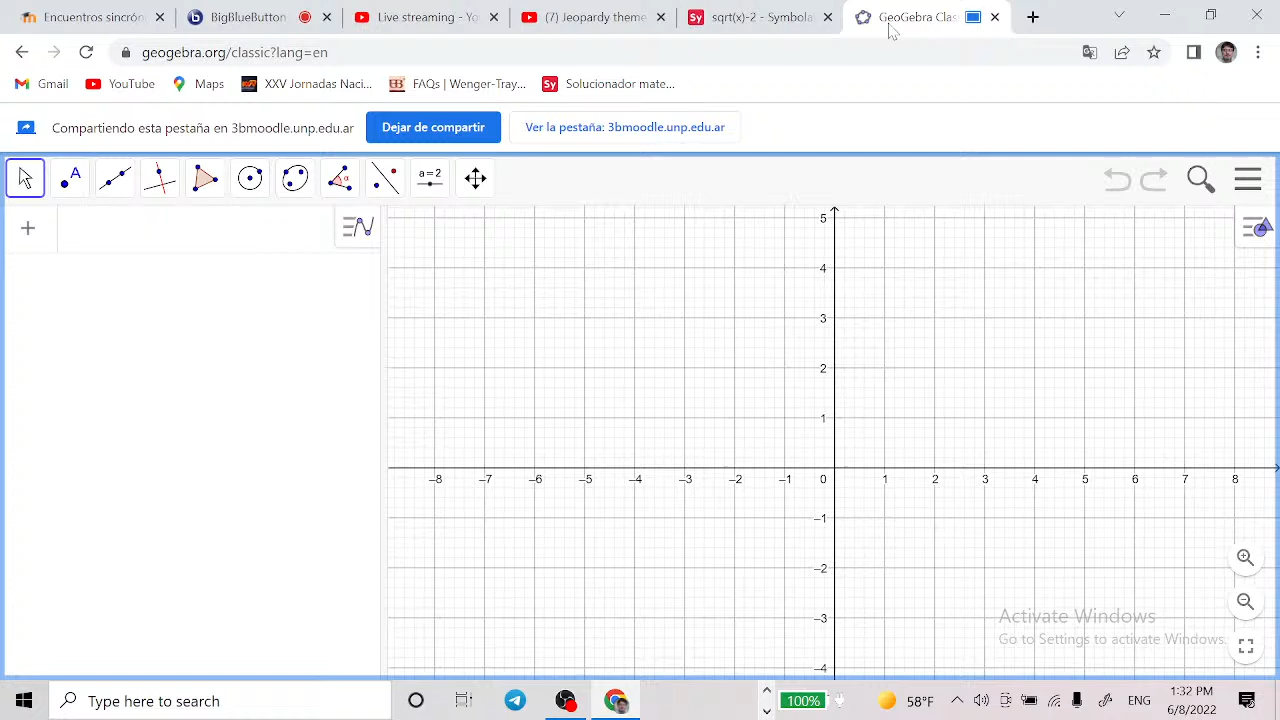 Encuentros sincrón
BigBlueButto
Live streaming - Yo
(7) Jeopardy theme
sqrt(x)-2 - Symbola
GeoGebra Clas
geogebra.org/classic?lang=en
Gmail
YouTube
Maps
XXV Jornadas Naci...
FAQs | Wenger-Tray...
Sy
Solucionador mate...
Compartiendo esta pestaña en 3bmoodle.unp.edu.ar
Dejar de compartir
Ver la pestaña: 3bmoodle.unp.edu.ar
A
α
a=2
5
4
3
2
1
–8 –7 –6 –5 –4 –3 –2 –1 0 1 2 3 4 5 6 7 8
–1
–2
–3
–4
Activate Windows
Go to Settings to activate Windows.
Type here to search
100%
58°F
ENG
1:32 PM
6/8/2022